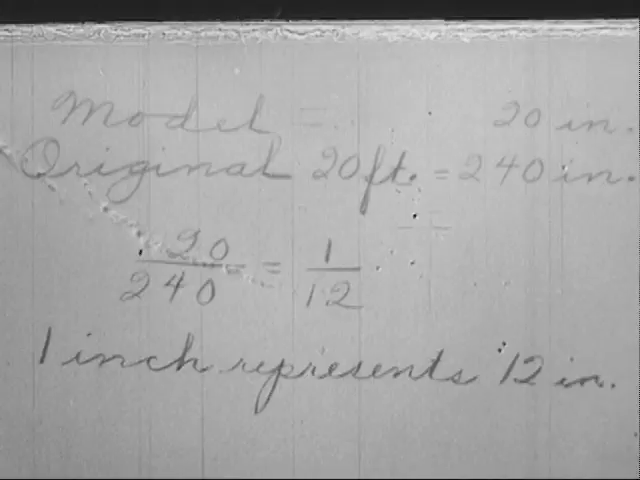 Model = 20 in.
Original 20 ft. = 240 in.
20/240 = 1/12
1 inch represents 12 in.